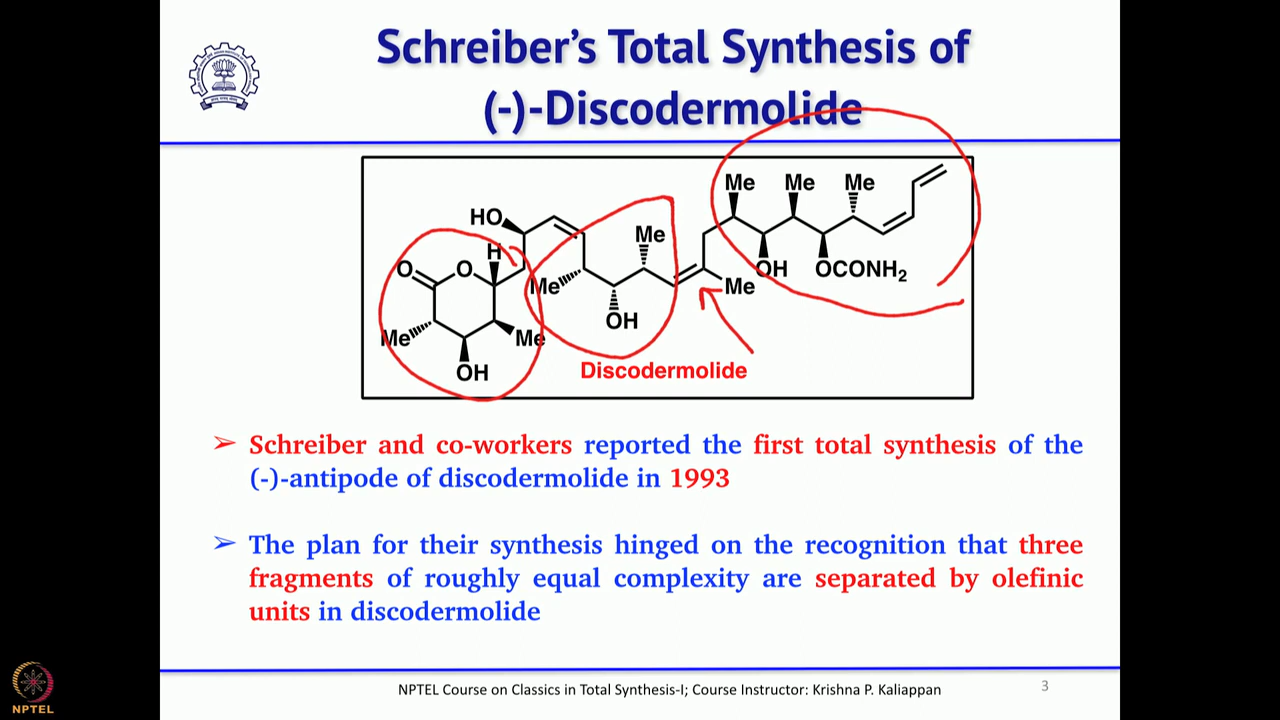 Schreiber's Total Synthesis of
(-)-Discodermolide
Me Me Me
HO
H
Me
O O
Me
OH OCONH₂
Me
OH
Me Me
OH
Discodermolide
➢ Schreiber and co-workers reported the first total synthesis of the
(-)-antipode of discodermolide in 1993
➢ The plan for their synthesis hinged on the recognition that three
fragments of roughly equal complexity are separated by olefinic
units in discodermolide
NPTEL Course on Classics in Total Synthesis-I; Course Instructor: Krishna P. Kaliappan
3
NPTEL